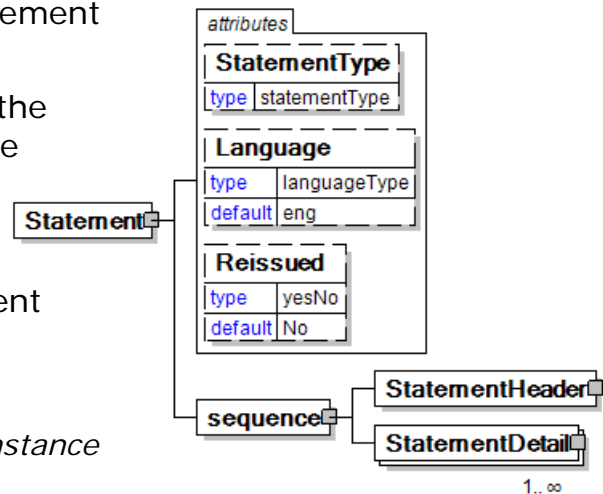 ement
the
e
ent
nstance
attributes
StatementType
type statementType
Language
type languageType
default eng
Reissued
type yesNo
default No
Statement
sequence
StatementHeader
StatementDetail
1..∞